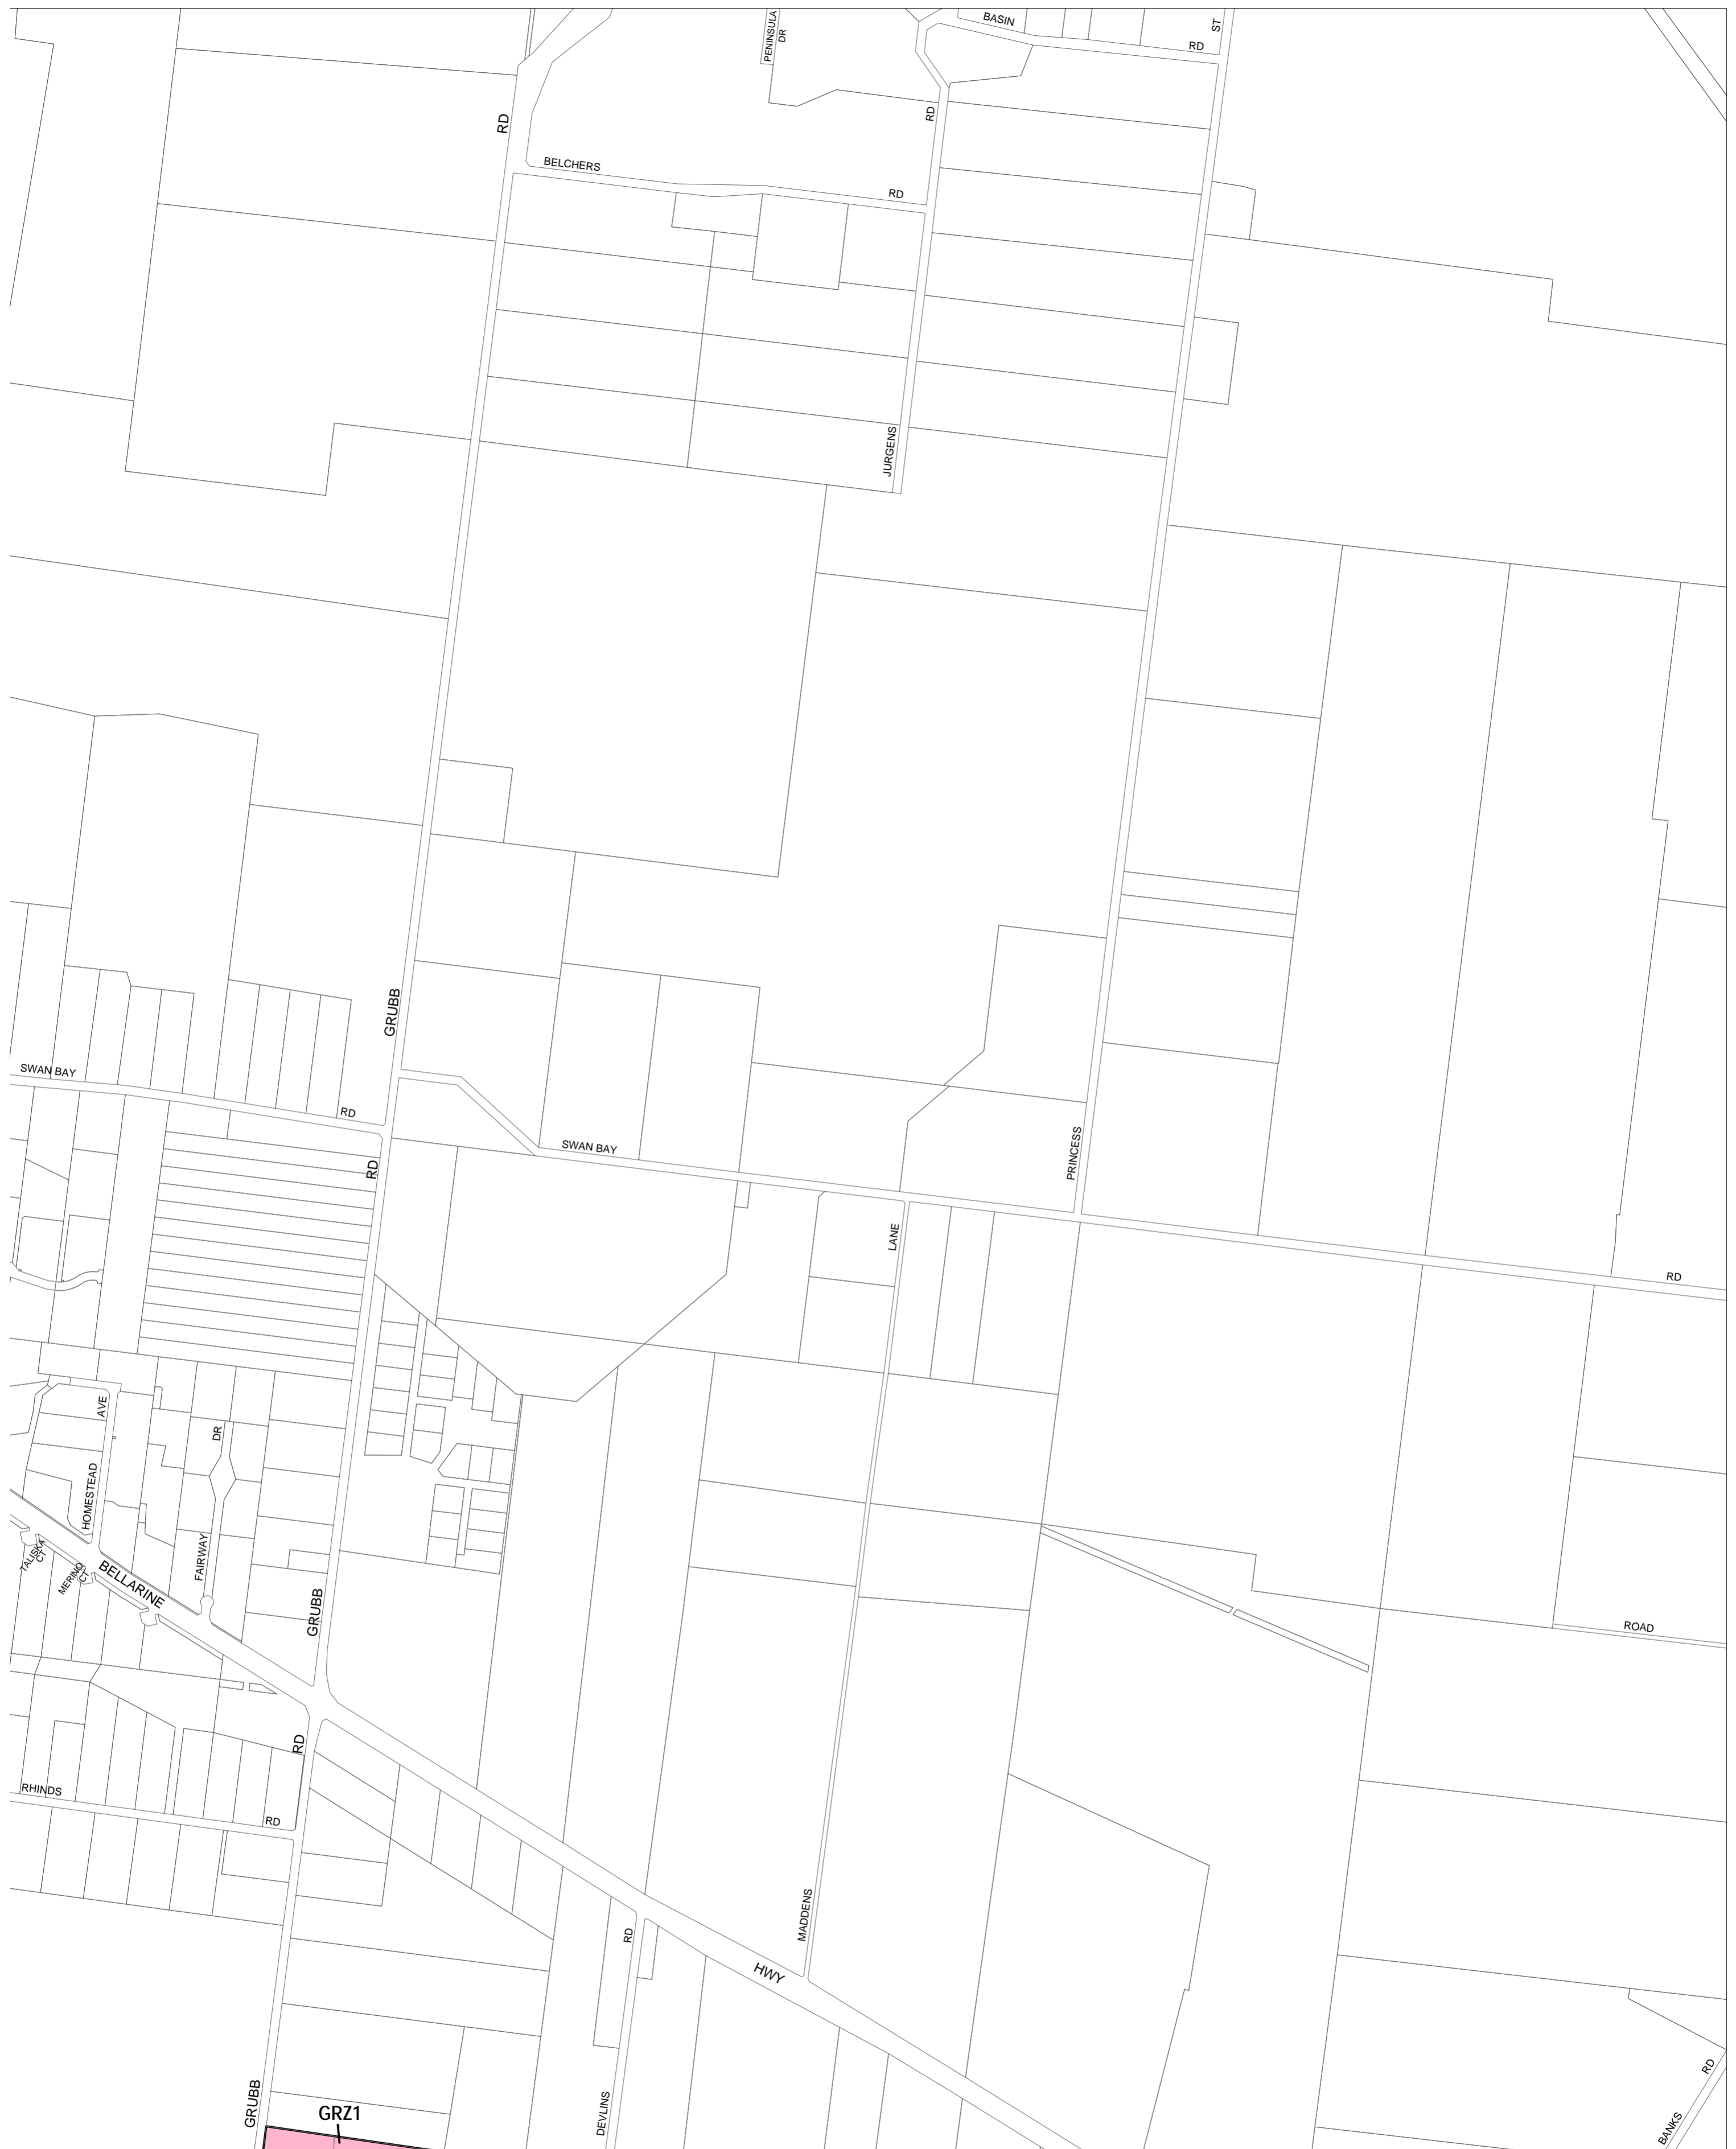 BASIN
RD
ST
PENINSULA
DR
RD
RD
BELCHERS
RD
JURGENS
GRUBB
SWAN BAY
RD
SWAN BAY
PRINCESS
RD
LANE
RD
AVE
DR
HOMESTEAD
FAIRWAY
TALISKA
CT
MERINO
CT
BELLARINE
GRUBB
ROAD
RD
RHINDS
RD
MADDENS
RD
HWY
GRUBB
DEVLINS
RD
BANKS
GRZ1